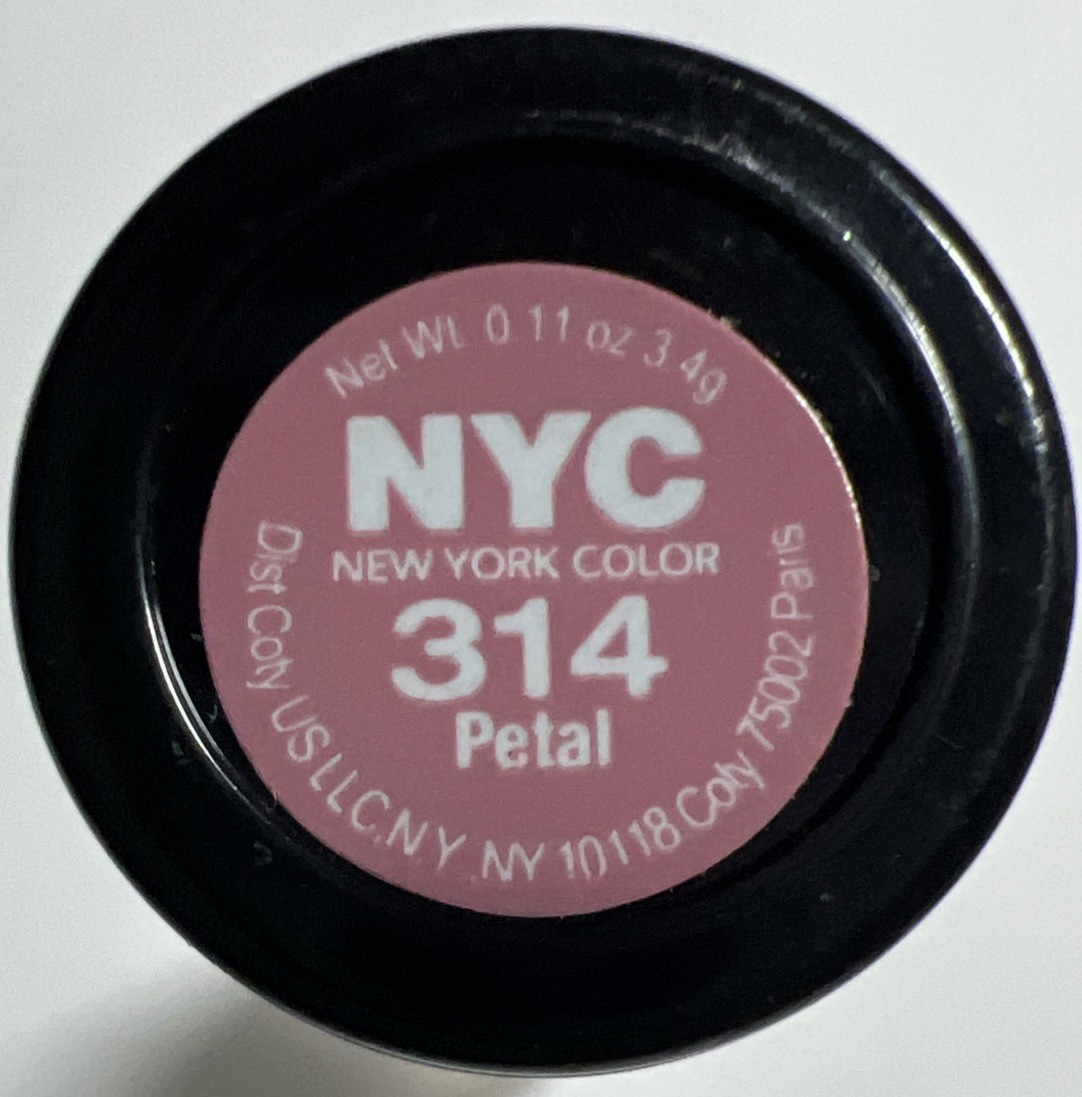 Net Wt. 0.11 oz 3.4g
NYC
NEW YORK COLOR
314
Petal
Dist Coty US LLC.N.Y. NY 10118 Coty 75002 Paris